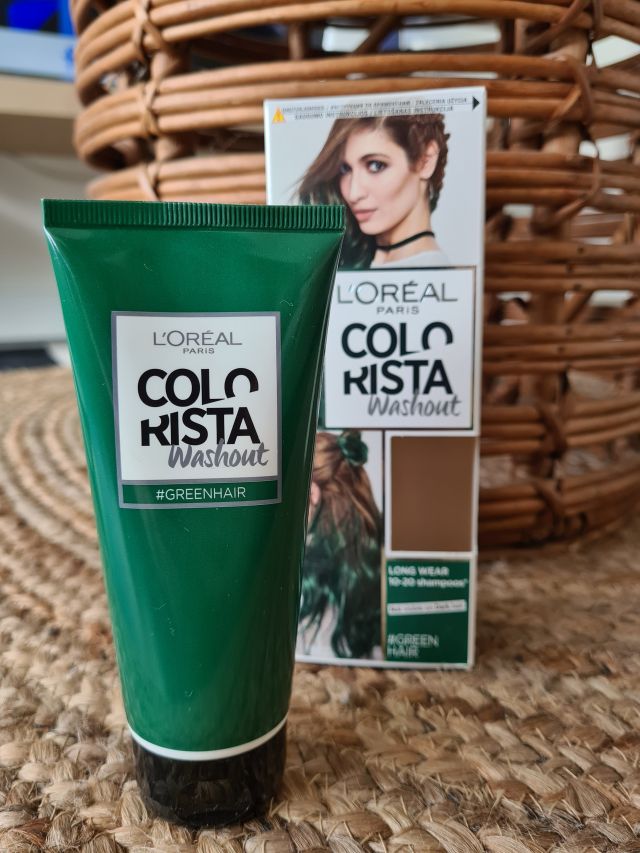 L'ORÉAL
PARIS
COLO
RISTA
Washout
#GREENHAIR
L'ORÉAL
PARIS
COLO
RISTA
Washout
LONG WEAR
10-20 shampoos*
#GREEN
HAIR